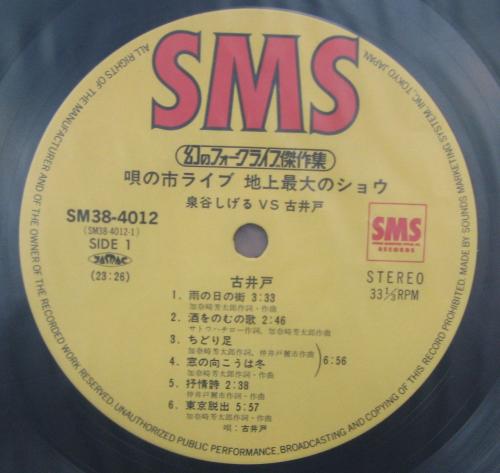 SMS
幻のフォークライブ傑作集
唄の市ライブ 地上最大のショウ
泉谷しげる VS 古井戸
SM38-4012
(SM38-4012-1)
SIDE 1
JASRAC
(23:26)
SMS
RECORDS
STEREO
33 1/3 RPM
古井戸
1. 雨の日の街 3:33
加奈崎芳太郎作詞・作曲
2. 酒をのむの歌 2:46
サトウハチロー作詞、加奈崎芳太郎作曲
3. ちどり足
加奈崎芳太郎作詞、仲井戸麗市作曲
4. 窓の向こうは冬
加奈崎芳太郎作詞・作曲
6:56
5. 抒情詩 2:38
仲井戸麗市作詞・作曲
6. 東京脱出 5:57
加奈崎芳太郎作詞・作曲
唄:古井戸
ALL RIGHTS OF THE MANUFACTURER AND OF THE OWNER OF THE RECORDED WORK RESERVED. UNAUTHORIZED PUBLIC PERFORMANCE, BROADCASTING AND COPYING OF THIS RECORD PROHIBITED. MADE BY SOUNDS MARKETING SYSTEM, INC., TOKYO, JAPAN.